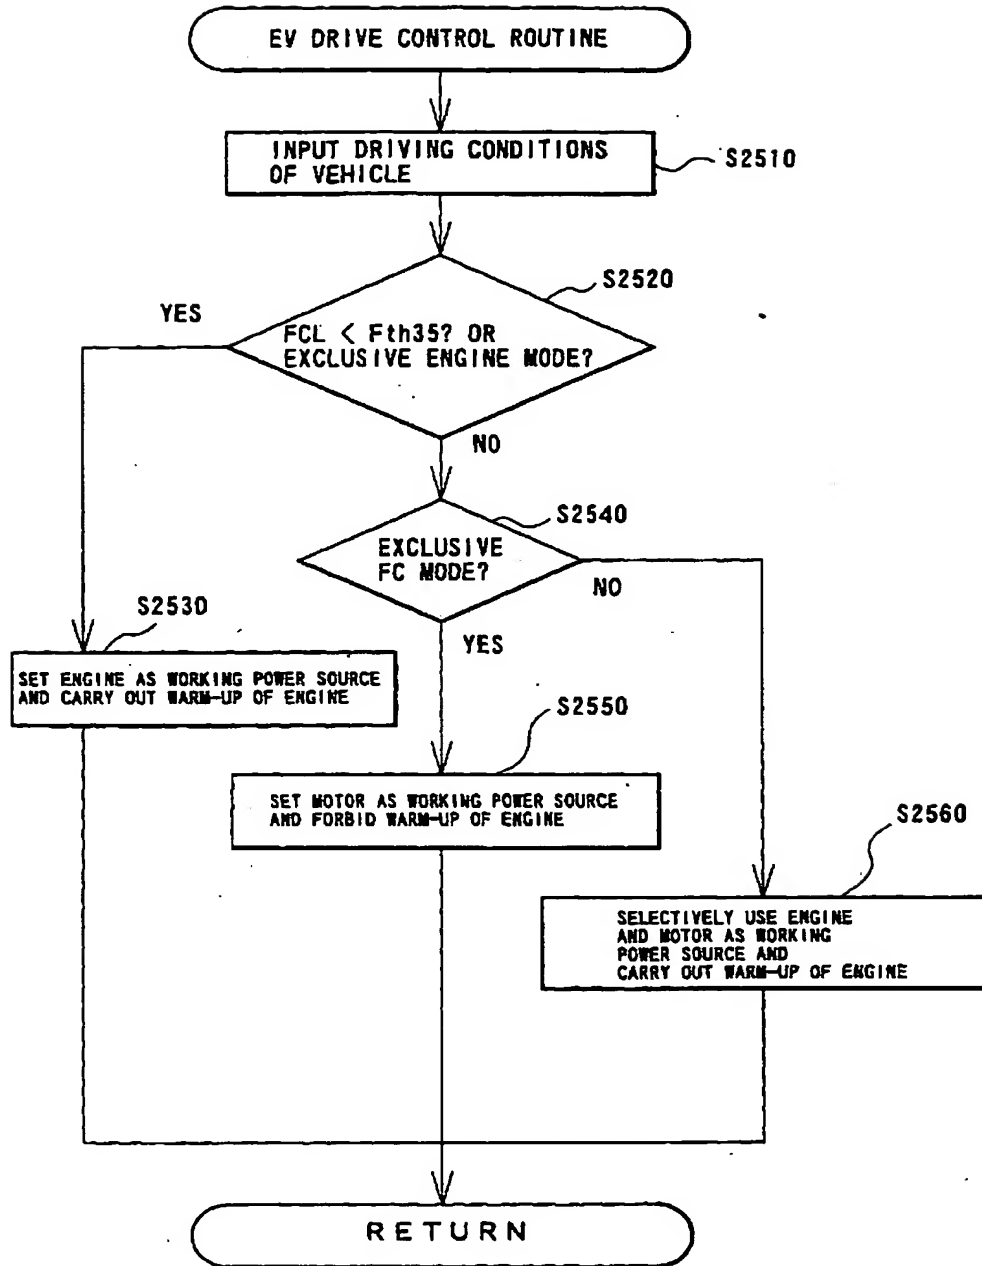 EV DRIVE CONTROL ROUTINE
INPUT DRIVING CONDITIONS
OF VEHICLE
S2510
S2520
YES
FCL < Fth35? OR
EXCLUSIVE ENGINE MODE?
NO
S2540
EXCLUSIVE
FC MODE?
NO
S2530
YES
SET ENGINE AS WORKING POWER SOURCE
AND CARRY OUT WARM-UP OF ENGINE
S2550
SET MOTOR AS WORKING POWER SOURCE
AND FORBID WARM-UP OF ENGINE
S2560
SELECTIVELY USE ENGINE
AND MOTOR AS WORKING
POWER SOURCE AND
CARRY OUT WARM-UP OF ENGINE
RETURN